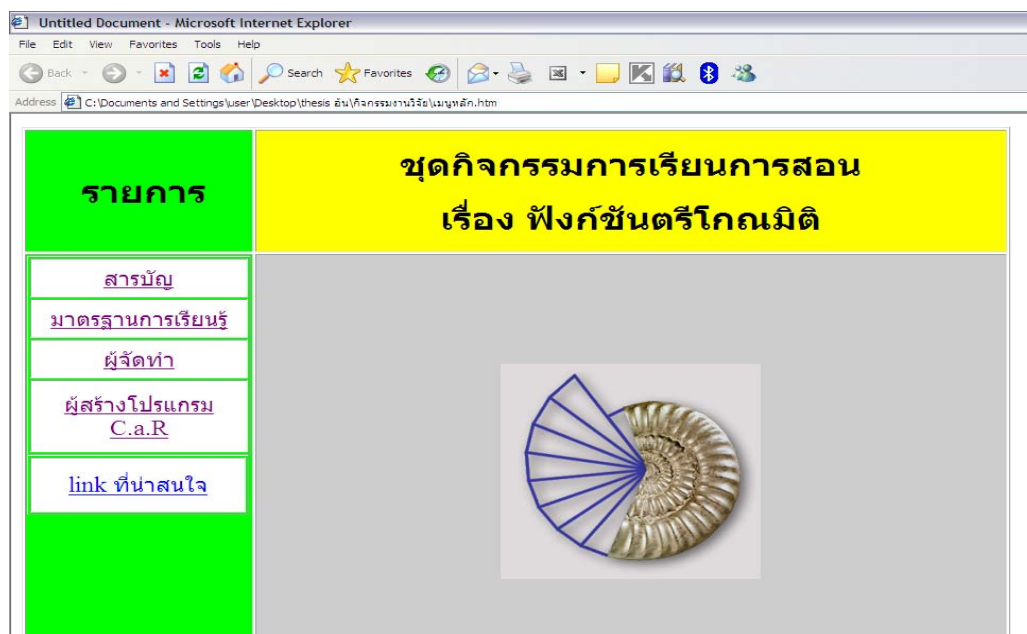 Untitled Document - Microsoft Internet Explorer
File Edit View Favorites Tools Help
Back Search Favorites
Address C:\Documents and Settings\user\Desktop\thesis อ้น\กิจกรรมงานวิจัย\เมนูหลัก.htm
รายการ
ชุดกิจกรรมการเรียนการสอน
เรื่อง ฟังก์ชันตรีโกณมิติ
สารบัญ
มาตรฐานการเรียนรู้
ผู้จัดทำ
ผู้สร้างโปรแกรม
C.a.R
link ที่น่าสนใจ